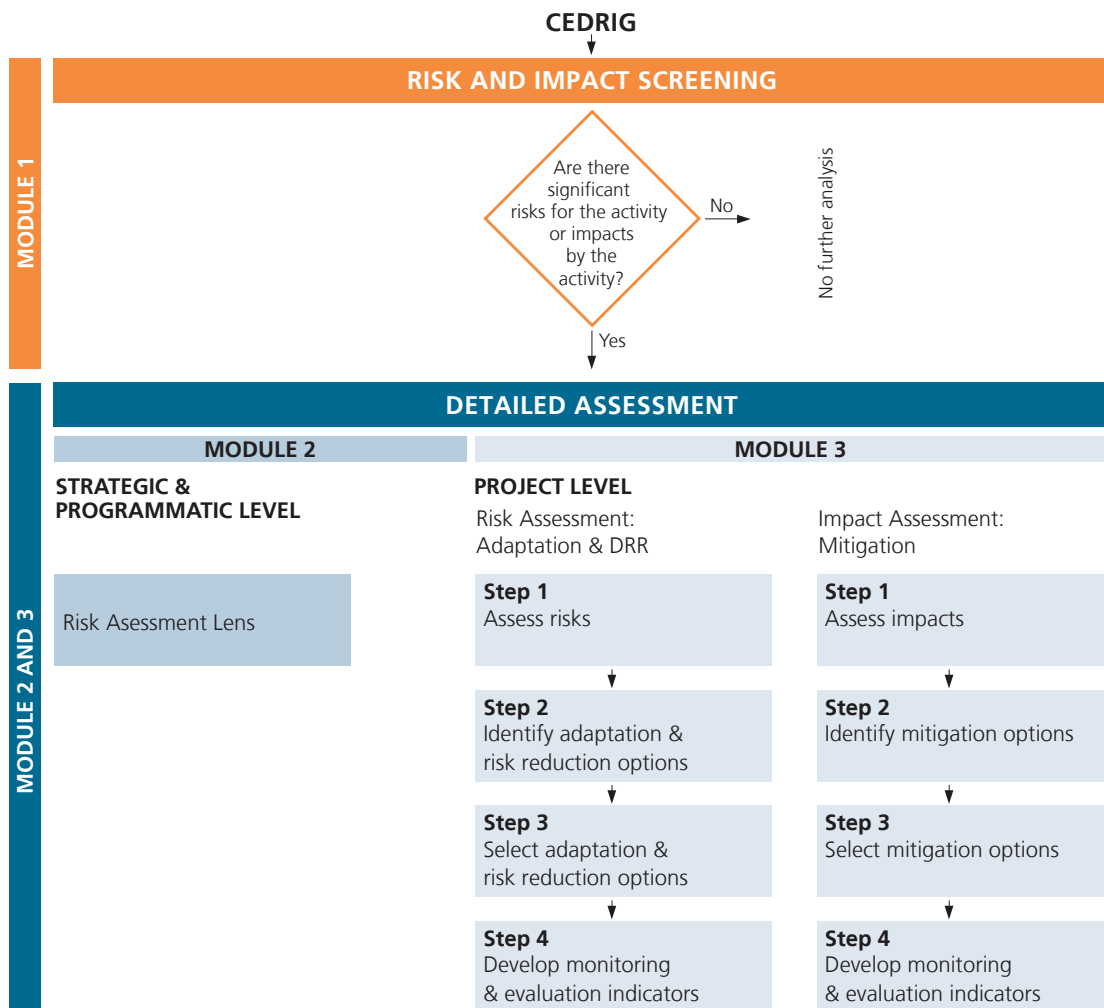 CEDRIG
RISK AND IMPACT SCREENING
MODULE 1
Are there
significant
risks for the activity
or impacts
by the
activity?
No
No further analysis
Yes
DETAILED ASSESSMENT
MODULE 2 AND 3
MODULE 2
MODULE 3
STRATEGIC &
PROGRAMMATIC LEVEL
Risk Asessment Lens
PROJECT LEVEL
Risk Assessment:
Adaptation & DRR
Step 1
Assess risks
Step 2
Identify adaptation &
risk reduction options
Step 3
Select adaptation &
risk reduction options
Step 4
Develop monitoring
& evaluation indicators
Impact Assessment:
Mitigation
Step 1
Assess impacts
Step 2
Identify mitigation options
Step 3
Select mitigation options
Step 4
Develop monitoring
& evaluation indicators